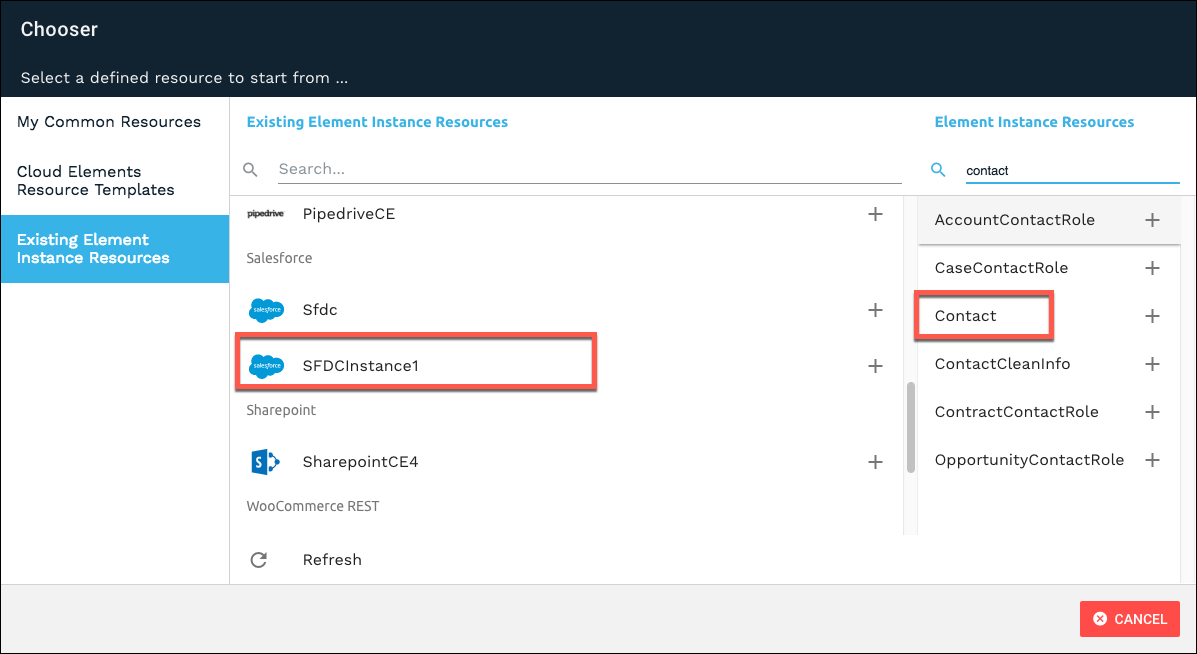 Chooser
Select a defined resource to start from ...
My Common Resources
Cloud Elements
Resource Templates
Existing Element
Instance Resources
Existing Element Instance Resources
Search...
pipedrive PipedriveCE
Salesforce
salesforce Sfdc
salesforce SFDCInstance1
Sharepoint
S SharepointCE4
WooCommerce REST
Refresh
Element Instance Resources
contact
AccountContactRole
CaseContactRole
Contact
ContactCleanInfo
ContractContactRole
OpportunityContactRole
CANCEL